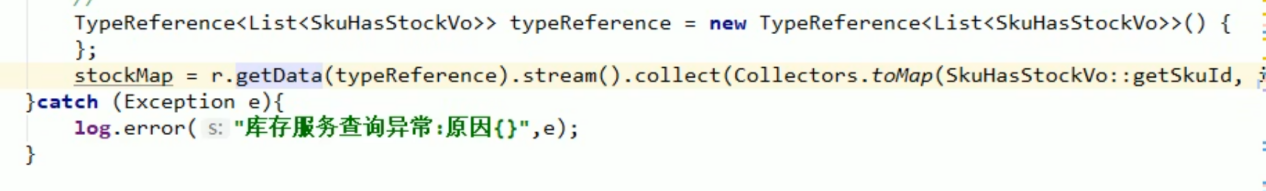 TypeReference<List<SkuHasStockVo>> typeReference = new TypeReference<List<SkuHasStockVo>>() {
};
stockMap = r.getData(typeReference).stream().collect(Collectors.toMap(SkuHasStockVo::getSkuId,
}catch (Exception e){
log.error( s: "库存服务查询异常:原因{}",e);
}